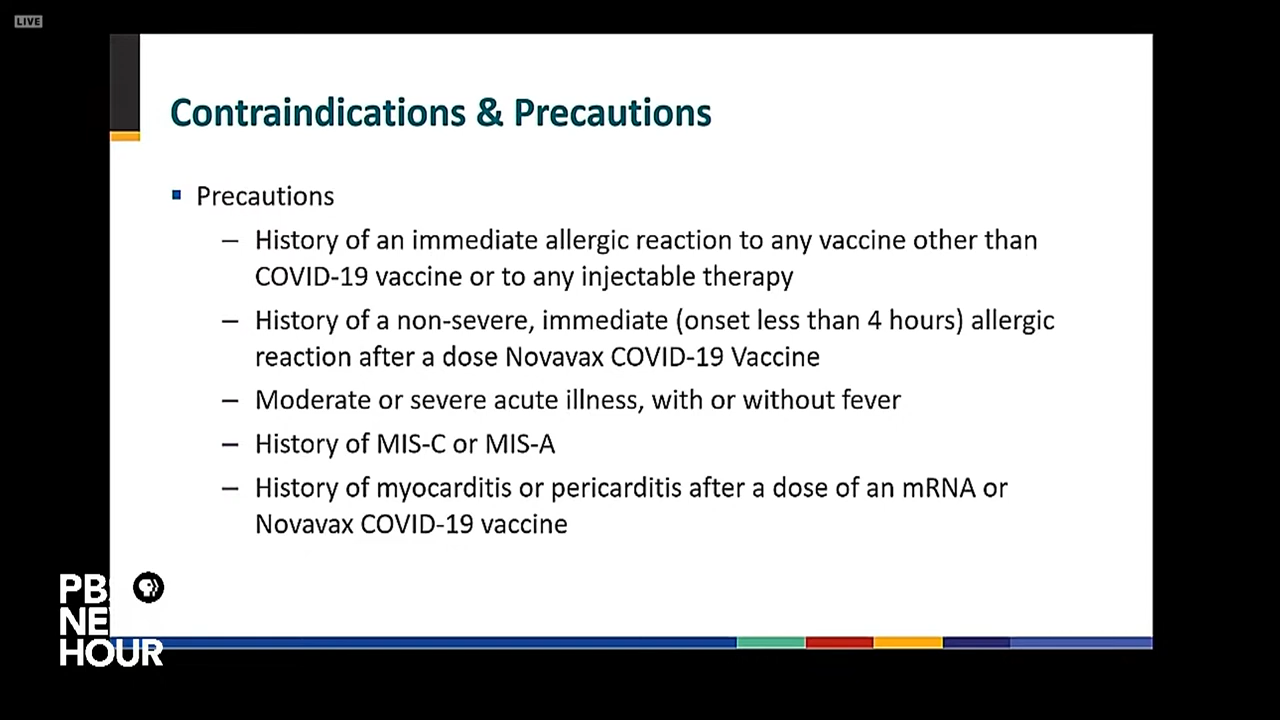 LIVE
Contraindications & Precautions
▪ Precautions
– History of an immediate allergic reaction to any vaccine other than
COVID-19 vaccine or to any injectable therapy
– History of a non-severe, immediate (onset less than 4 hours) allergic
reaction after a dose Novavax COVID-19 Vaccine
– Moderate or severe acute illness, with or without fever
– History of MIS-C or MIS-A
– History of myocarditis or pericarditis after a dose of an mRNA or
Novavax COVID-19 vaccine
PB
NE
HOUR